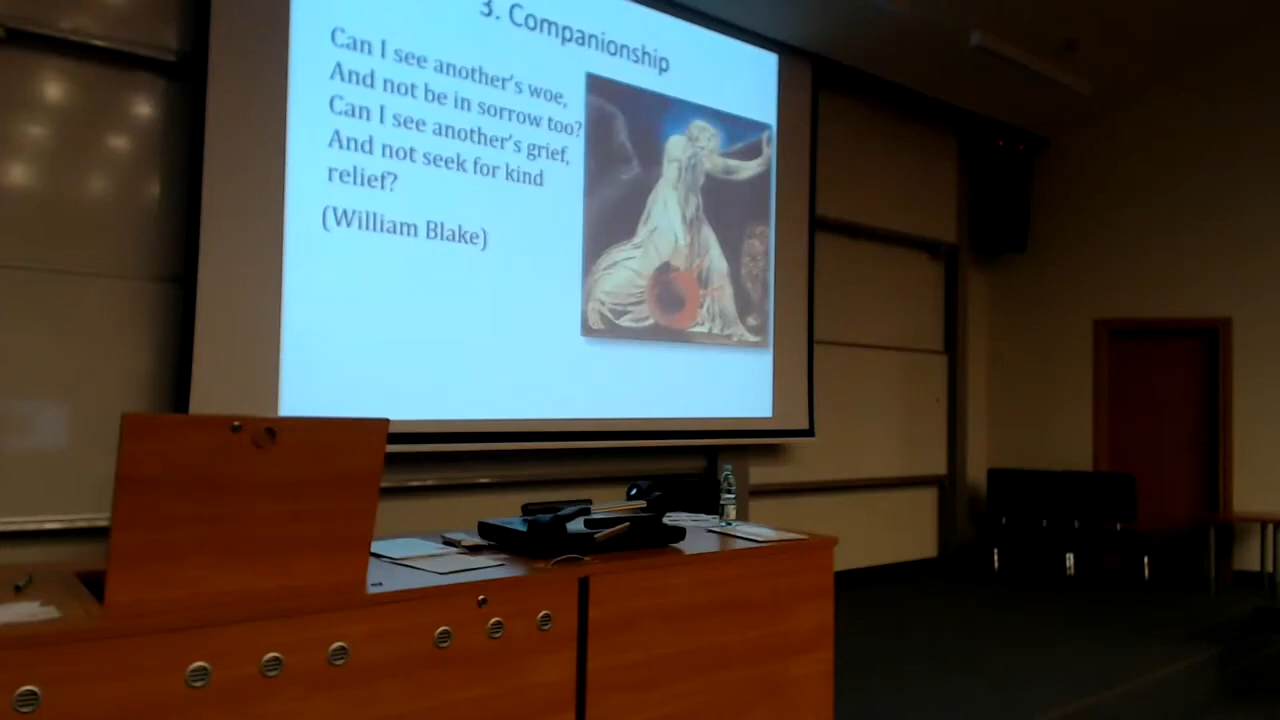 3. Companionship
Can I see another's woe,
And not be in sorrow too?
Can I see another's grief,
And not seek for kind
relief?
(William Blake)